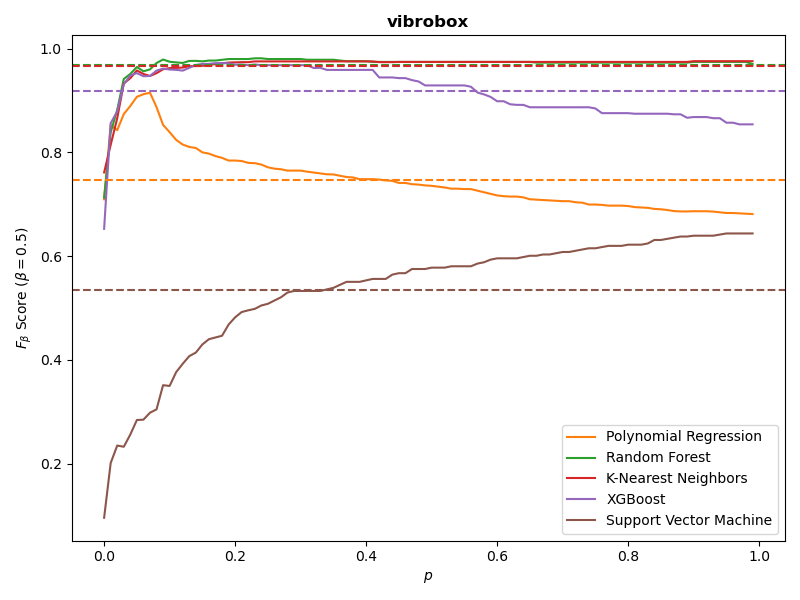 vibrobox
1.0
0.8
0.6
0.4
0.2
0.0
0.2
0.4
0.6
0.8
1.0
p
Fβ Score (β = 0.5)
Polynomial Regression
Random Forest
K-Nearest Neighbors
XGBoost
Support Vector Machine